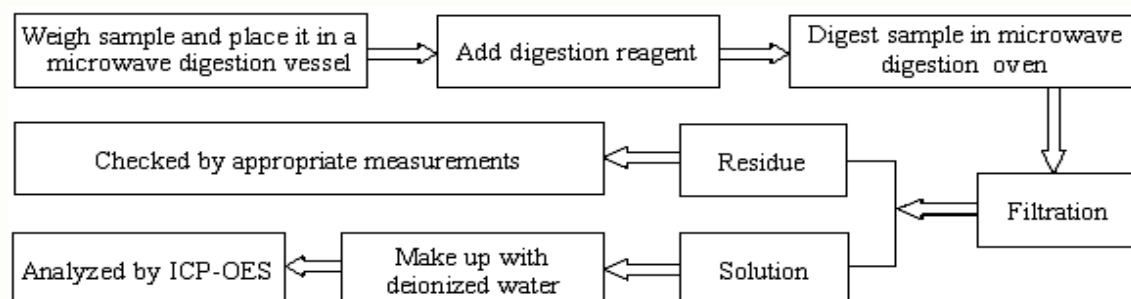 Weigh sample and place it in a
microwave digestion vessel
Add digestion reagent
Digest sample in microwave
digestion oven
Checked by appropriate measurements
Residue
Filtration
Analyzed by ICP-OES
Make up with
deionized water
Solution